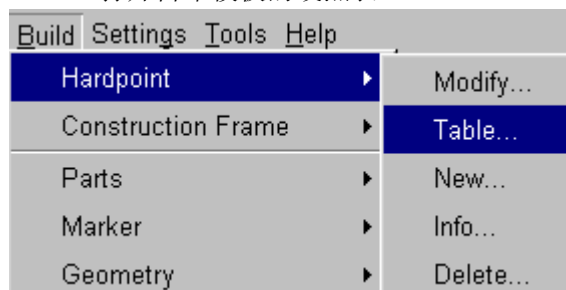 Build Settings Tools Help
Hardpoint
Construction Frame
Parts
Marker
Geometry
Modify...
Table...
New...
Info...
Delete...